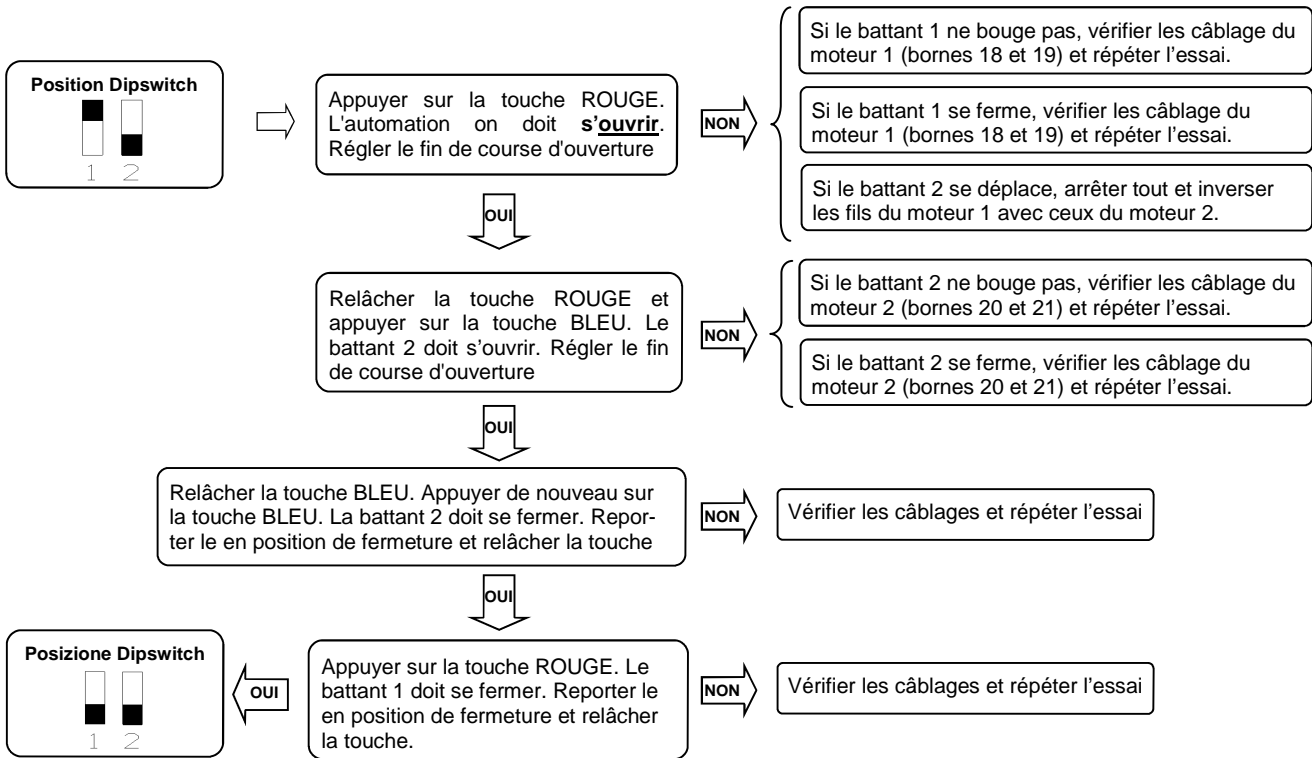 Position Dipswitch
1 2
Appuyer sur la touche ROUGE.
L'automation on doit s'ouvrir.
Régler le fin de course d'ouverture
NON
Si le battant 1 ne bouge pas, vérifier les câblage du
moteur 1 (bornes 18 et 19) et répéter l'essai.
Si le battant 1 se ferme, vérifier les câblage du
moteur 1 (bornes 18 et 19) et répéter l'essai.
Si le battant 2 se déplace, arrêter tout et inverser
les fils du moteur 1 avec ceux du moteur 2.
OUI
Relâcher la touche ROUGE et
appuyer sur la touche BLEU. Le
battant 2 doit s'ouvrir. Régler le fin
de course d'ouverture
NON
Si le battant 2 ne bouge pas, vérifier les câblage du
moteur 2 (bornes 20 et 21) et répéter l'essai.
Si le battant 2 se ferme, vérifier les câblage du
moteur 2 (bornes 20 et 21) et répéter l'essai.
OUI
Relâcher la touche BLEU. Appuyer de nouveau sur
la touche BLEU. La battant 2 doit se fermer. Repor-
ter le en position de fermeture et relâcher la touche
NON
Vérifier les câblages et répéter l'essai
OUI
Appuyer sur la touche ROUGE. Le
battant 1 doit se fermer. Reporter le
en position de fermeture et relâcher
la touche.
NON
Vérifier les câblages et répéter l'essai
OUI
Posizione Dipswitch
1 2